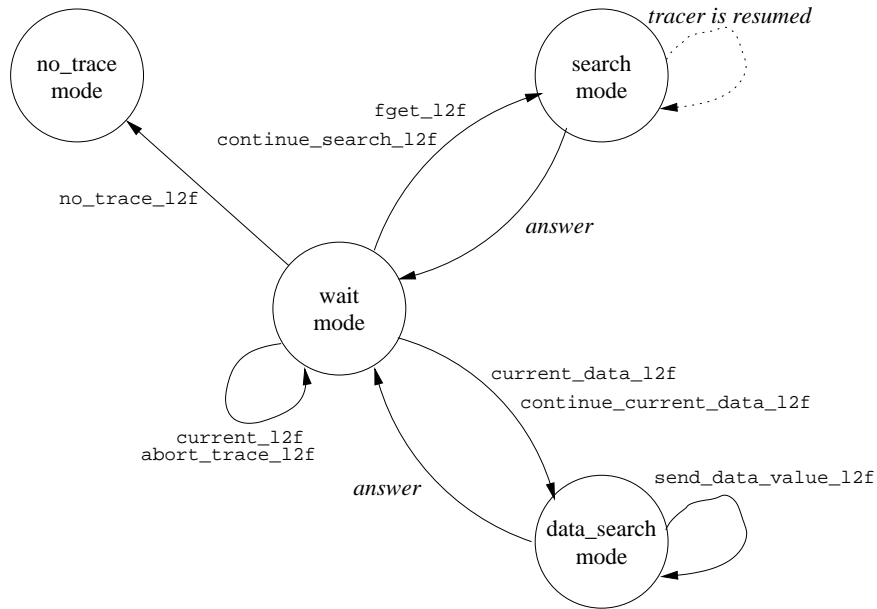 tracer is resumed
no_trace
mode
search
mode
fget_l2f
continue_search_l2f
no_trace_l2f
answer
wait
mode
current_data_l2f
continue_current_data_l2f
current_l2f
abort_trace_l2f
answer
send_data_value_l2f
data_search
mode